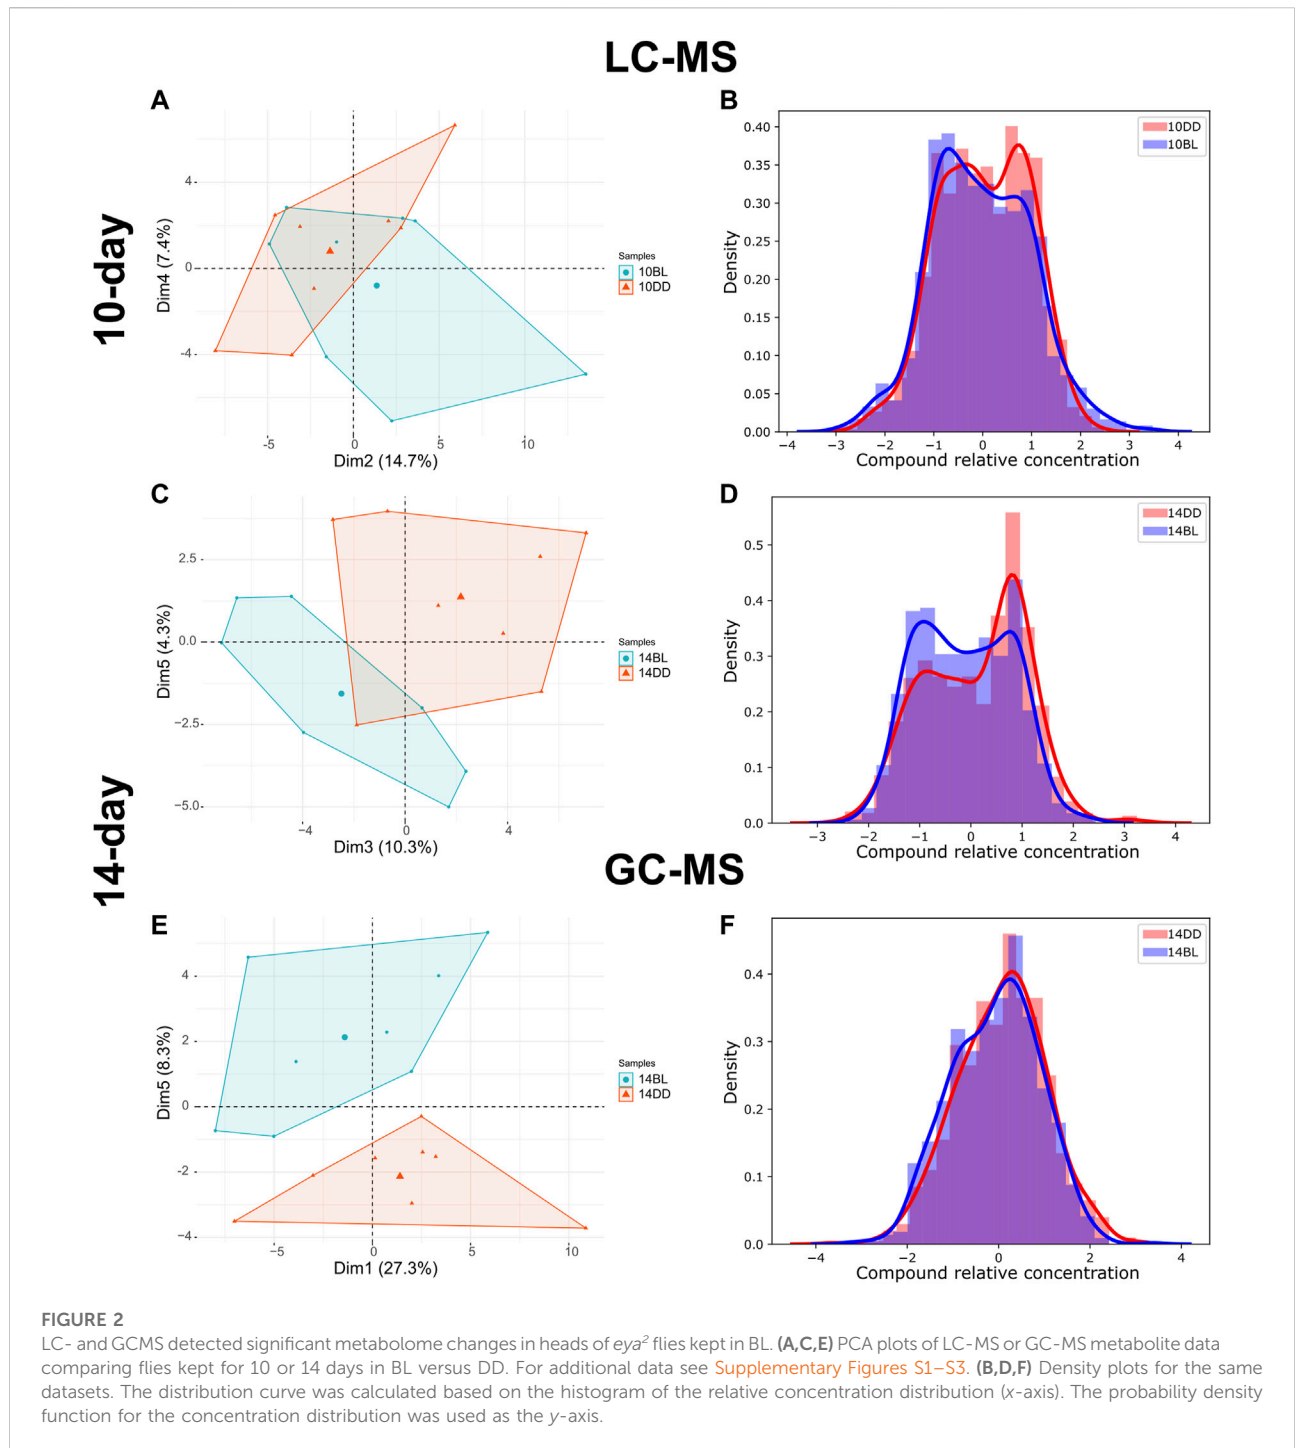 LC-MS
10-day
A
4
0
-4
Dim4 (7.4%)
-5
0
5
10
Dim2 (14.7%)
Samples
10BL
10DD
B
0.40
0.35
0.30
0.25
0.20
0.15
0.10
0.05
0.00
Density
−4
−3
−2
−1
0
1
2
3
4
Compound relative concentration
10DD
10BL
14-day
C
2.5
0.0
−2.5
−5.0
Dim5 (4.3%)
−4
0
4
Dim3 (10.3%)
Samples
14BL
14DD
D
0.5
0.4
0.3
0.2
0.1
0.0
Density
−3
−2
−1
0
1
2
3
4
Compound relative concentration
14DD
14BL
GC-MS
E
4
2
0
-2
−4
Dim5 (8.3%)
−5
0
5
10
Dim1 (27.3%)
Samples
14BL
14DD
F
0.4
0.3
0.2
0.1
0.0
Density
−4
−2
0
2
4
Compound relative concentration
14DD
14BL
FIGURE 2
LC- and GCMS detected significant metabolome changes in heads of eya² flies kept in BL. (A,C,E) PCA plots of LC-MS or GC-MS metabolite data
comparing flies kept for 10 or 14 days in BL versus DD. For additional data see Supplementary Figures S1–S3. (B,D,F) Density plots for the same
datasets. The distribution curve was calculated based on the histogram of the relative concentration distribution (x-axis). The probability density
function for the concentration distribution was used as the y-axis.